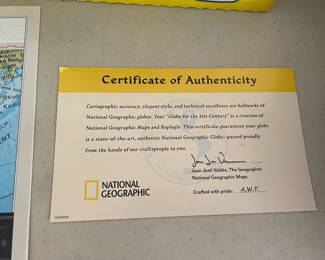 Certificate of Authenticity
Cartographic accuracy, elegant style, and technical excellence are hallmarks of
National Geographic globes. Your "Globe for the 21st Century" is a creation of
National Geographic Maps and Replogle. This certificate guarantees your globe
is a state-of-the-art, authentic National Geographic Globe–passed proudly
from the hands of our craftspeople to you.
Juan José Valdés, The Geographer
National Geographic Maps
NATIONAL
GEOGRAPHIC
Crafted with pride: A.W.T.